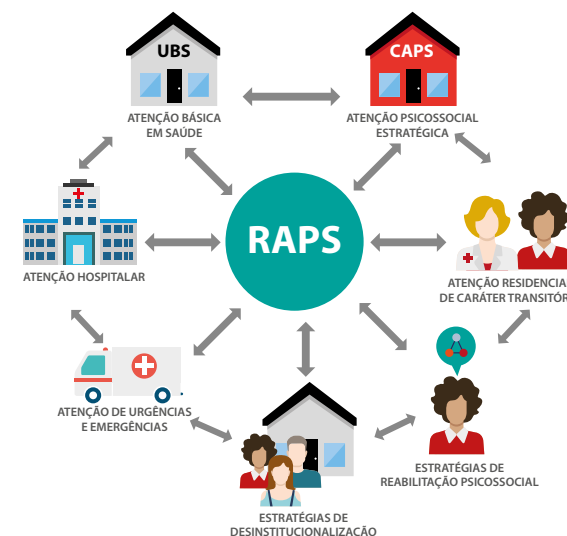 UBS
CAPS
ATENÇÃO BÁSICA
EM SAÚDE
ATENÇÃO PSICOSSOCIAL
ESTRATÉGICA
RAPS
ATENÇÃO HOSPITALAR
ATENÇÃO RESIDENCIA
DE CARÁTER TRANSITÓR
ATENÇÃO DE URGÊNCIAS
E EMERGÊNCIAS
ESTRATÉGIAS DE
REABILITAÇÃO PSICOSSOCIAL
ESTRATÉGIAS DE
DESINSTITUCIONALIZAÇÃO